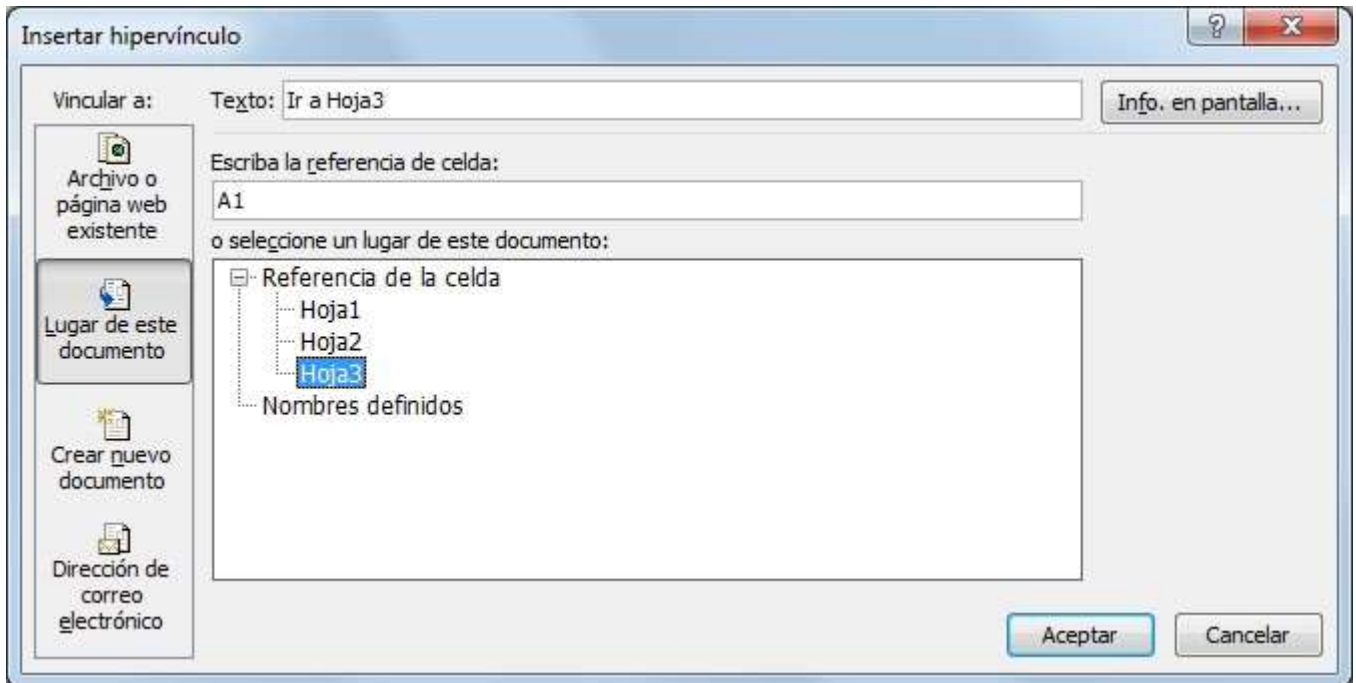 Insertar hipervínculo
Vincular a:
Texto: Ir a Hoja3
Info. en pantalla...
Archivo o
página web
existente
Lugar de este
documento
Crear nuevo
documento
Dirección de
correo
electrónico
Escriba la referencia de celda:
A1
o seleccione un lugar de este documento:
Referencia de la celda
Hoja1
Hoja2
Hoja3
Nombres definidos
Aceptar
Cancelar